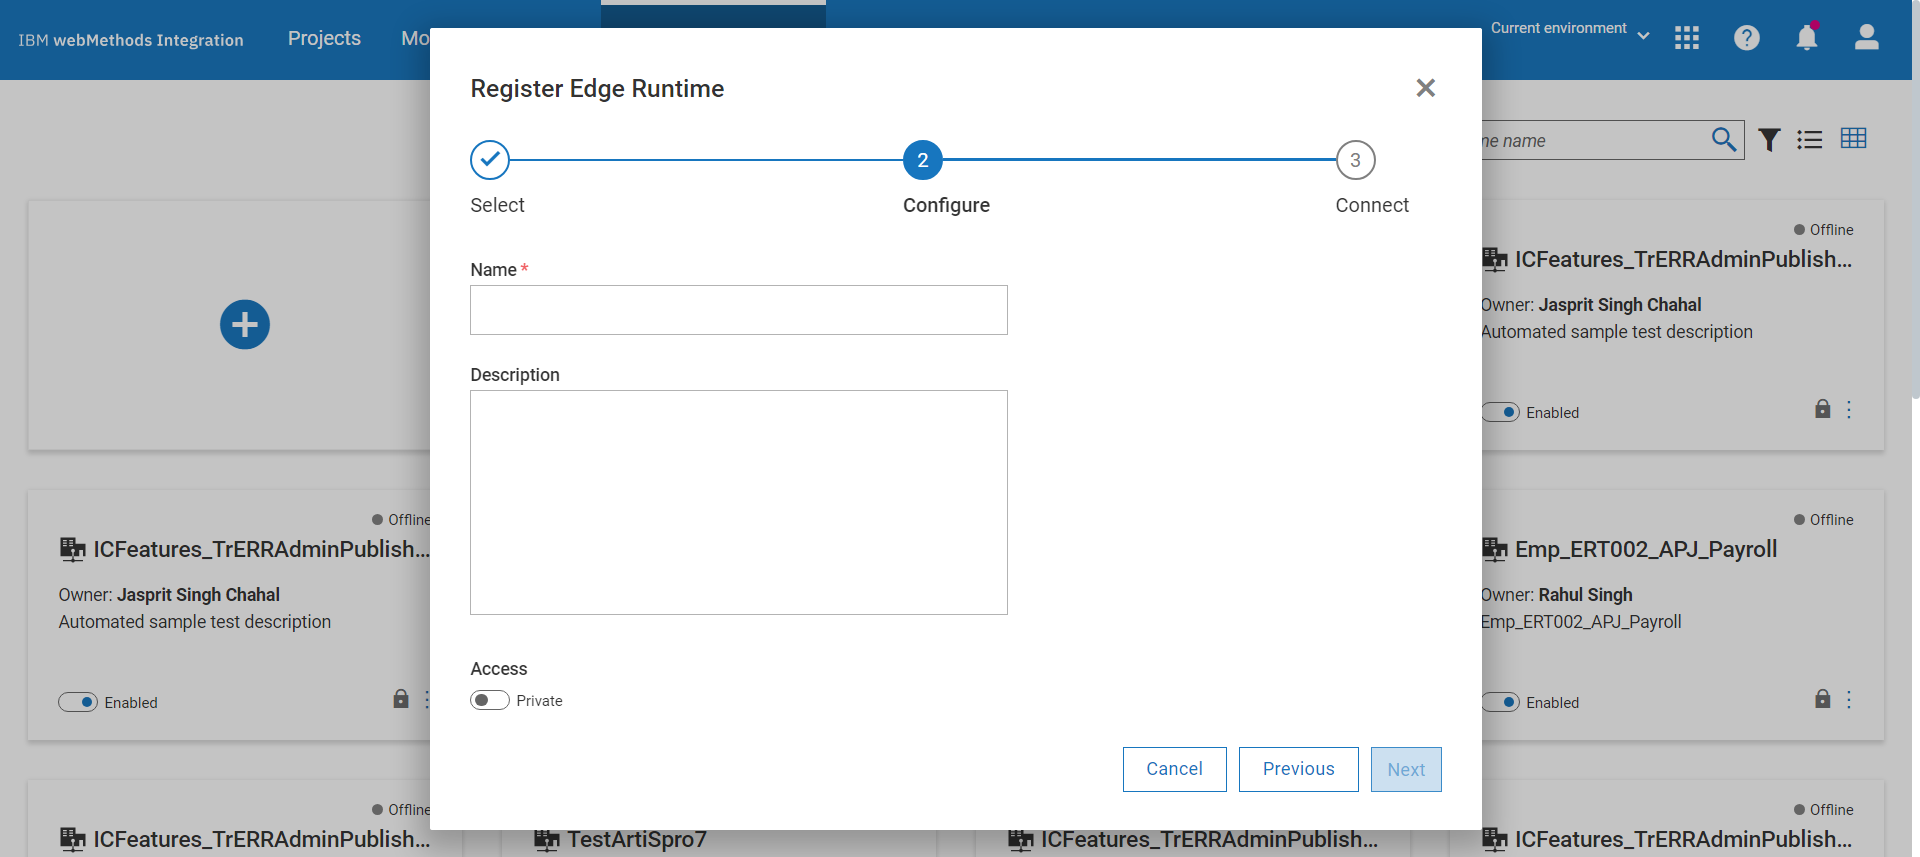 IBM webMethods Integration
Projects
Mo
Current environment
Register Edge Runtime
me name
2
3
Select
Configure
Connect
Name *
Description
Access
Private
Cancel
Previous
Next
Offline
ICFeatures_TrERRAdminPublish...
Owner: Jasprit Singh Chahal
Automated sample test description
Enabled
Offline
ICFeatures_TrERRAdminPublish...
Owner: Jasprit Singh Chahal
Automated sample test description
Enabled
Offline
Emp_ERT002_APJ_Payroll
Owner: Rahul Singh
Emp_ERT002_APJ_Payroll
Enabled
Offline
ICFeatures_TrERRAdminPublish...
TestArtiSpro7
ICFeatures_TrERRAdminPublish...
Offline
ICFeatures_TrERRAdminPublish...